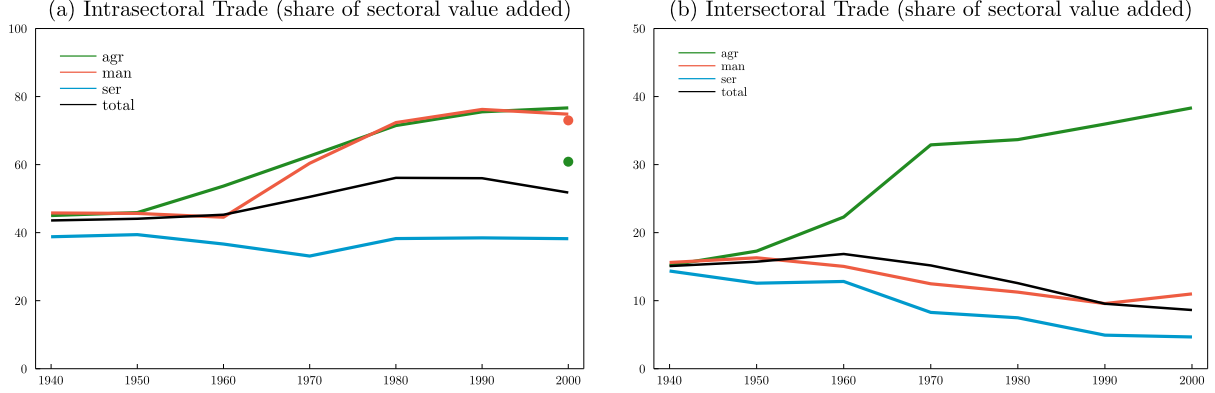 (a) Intrasectoral Trade (share of sectoral value added)
100
80
60
40
20
0
agr
man
ser
total
1940 1950 1960 1970 1980 1990 2000
(b) Intersectoral Trade (share of sectoral value added)
50
40
30
20
10
0
agr
man
ser
total
1940 1950 1960 1970 1980 1990 2000